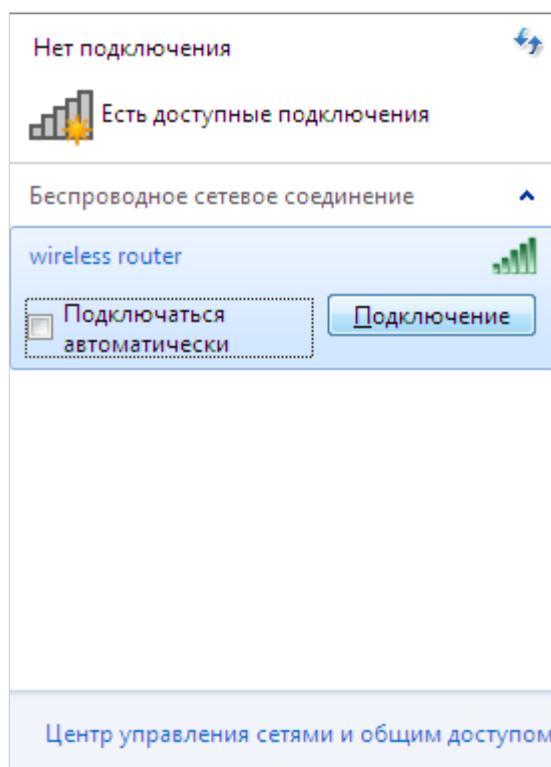 Нет подключения
Есть доступные подключения
Беспроводное сетевое соединение
wireless router
Подключаться
автоматически
Подключение
Центр управления сетями и общим доступом